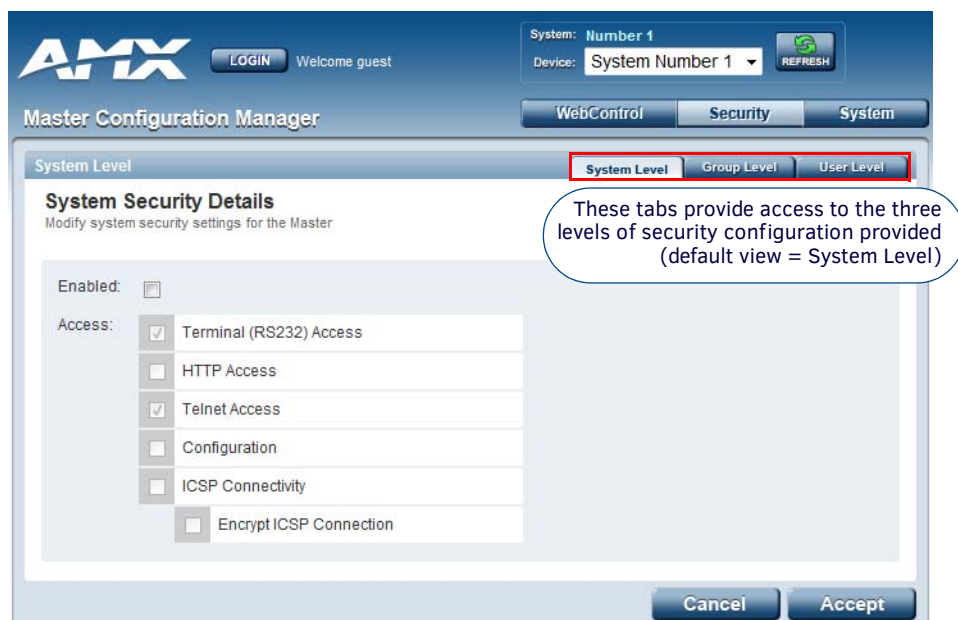 AMX
LOGIN Welcome guest
System: Number 1
Device: System Number 1
REFRESH
Master Configuration Manager
WebControl Security System
System Level
System Level Group Level User Level
System Security Details
Modify system security settings for the Master
These tabs provide access to the three
levels of security configuration provided
(default view = System Level)
Enabled:
Access:
Terminal (RS232) Access
HTTP Access
Telnet Access
Configuration
ICSP Connectivity
Encrypt ICSP Connection
Cancel Accept